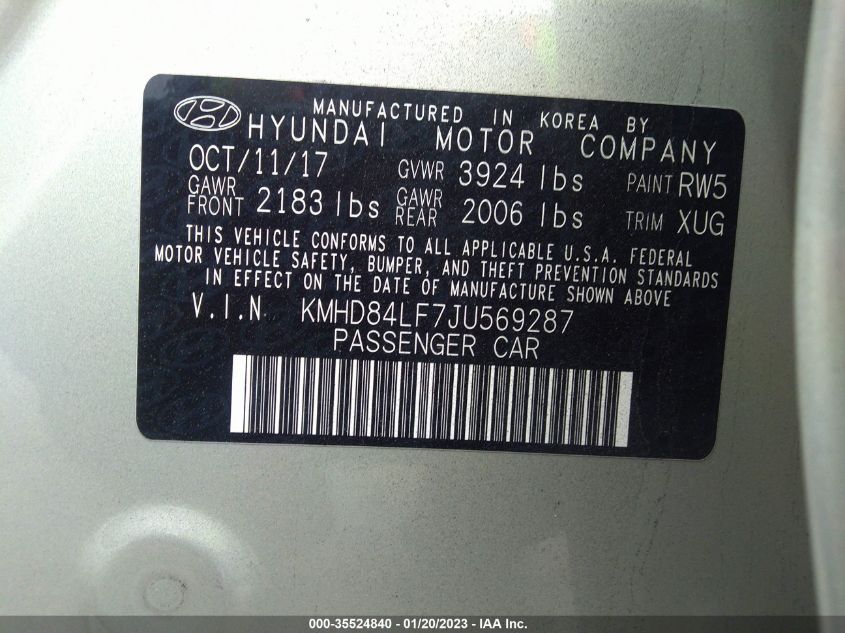 MANUFACTURED IN KOREA BY
HYUNDAI MOTOR COMPANY
OCT/11/17 GVWR 3924 lbs PAINT RW5
GAWR FRONT 2183 lbs GAWR REAR 2006 lbs TRIM XUG
THIS VEHICLE CONFORMS TO ALL APPLICABLE U.S.A. FEDERAL
MOTOR VEHICLE SAFETY, BUMPER, AND THEFT PREVENTION STANDARDS
IN EFFECT ON THE DATE OF MANUFACTURE SHOWN ABOVE
V.I.N KMHD84LF7JU569287
PASSENGER CAR
000-35524840 - 01/20/2023 - IAA Inc.